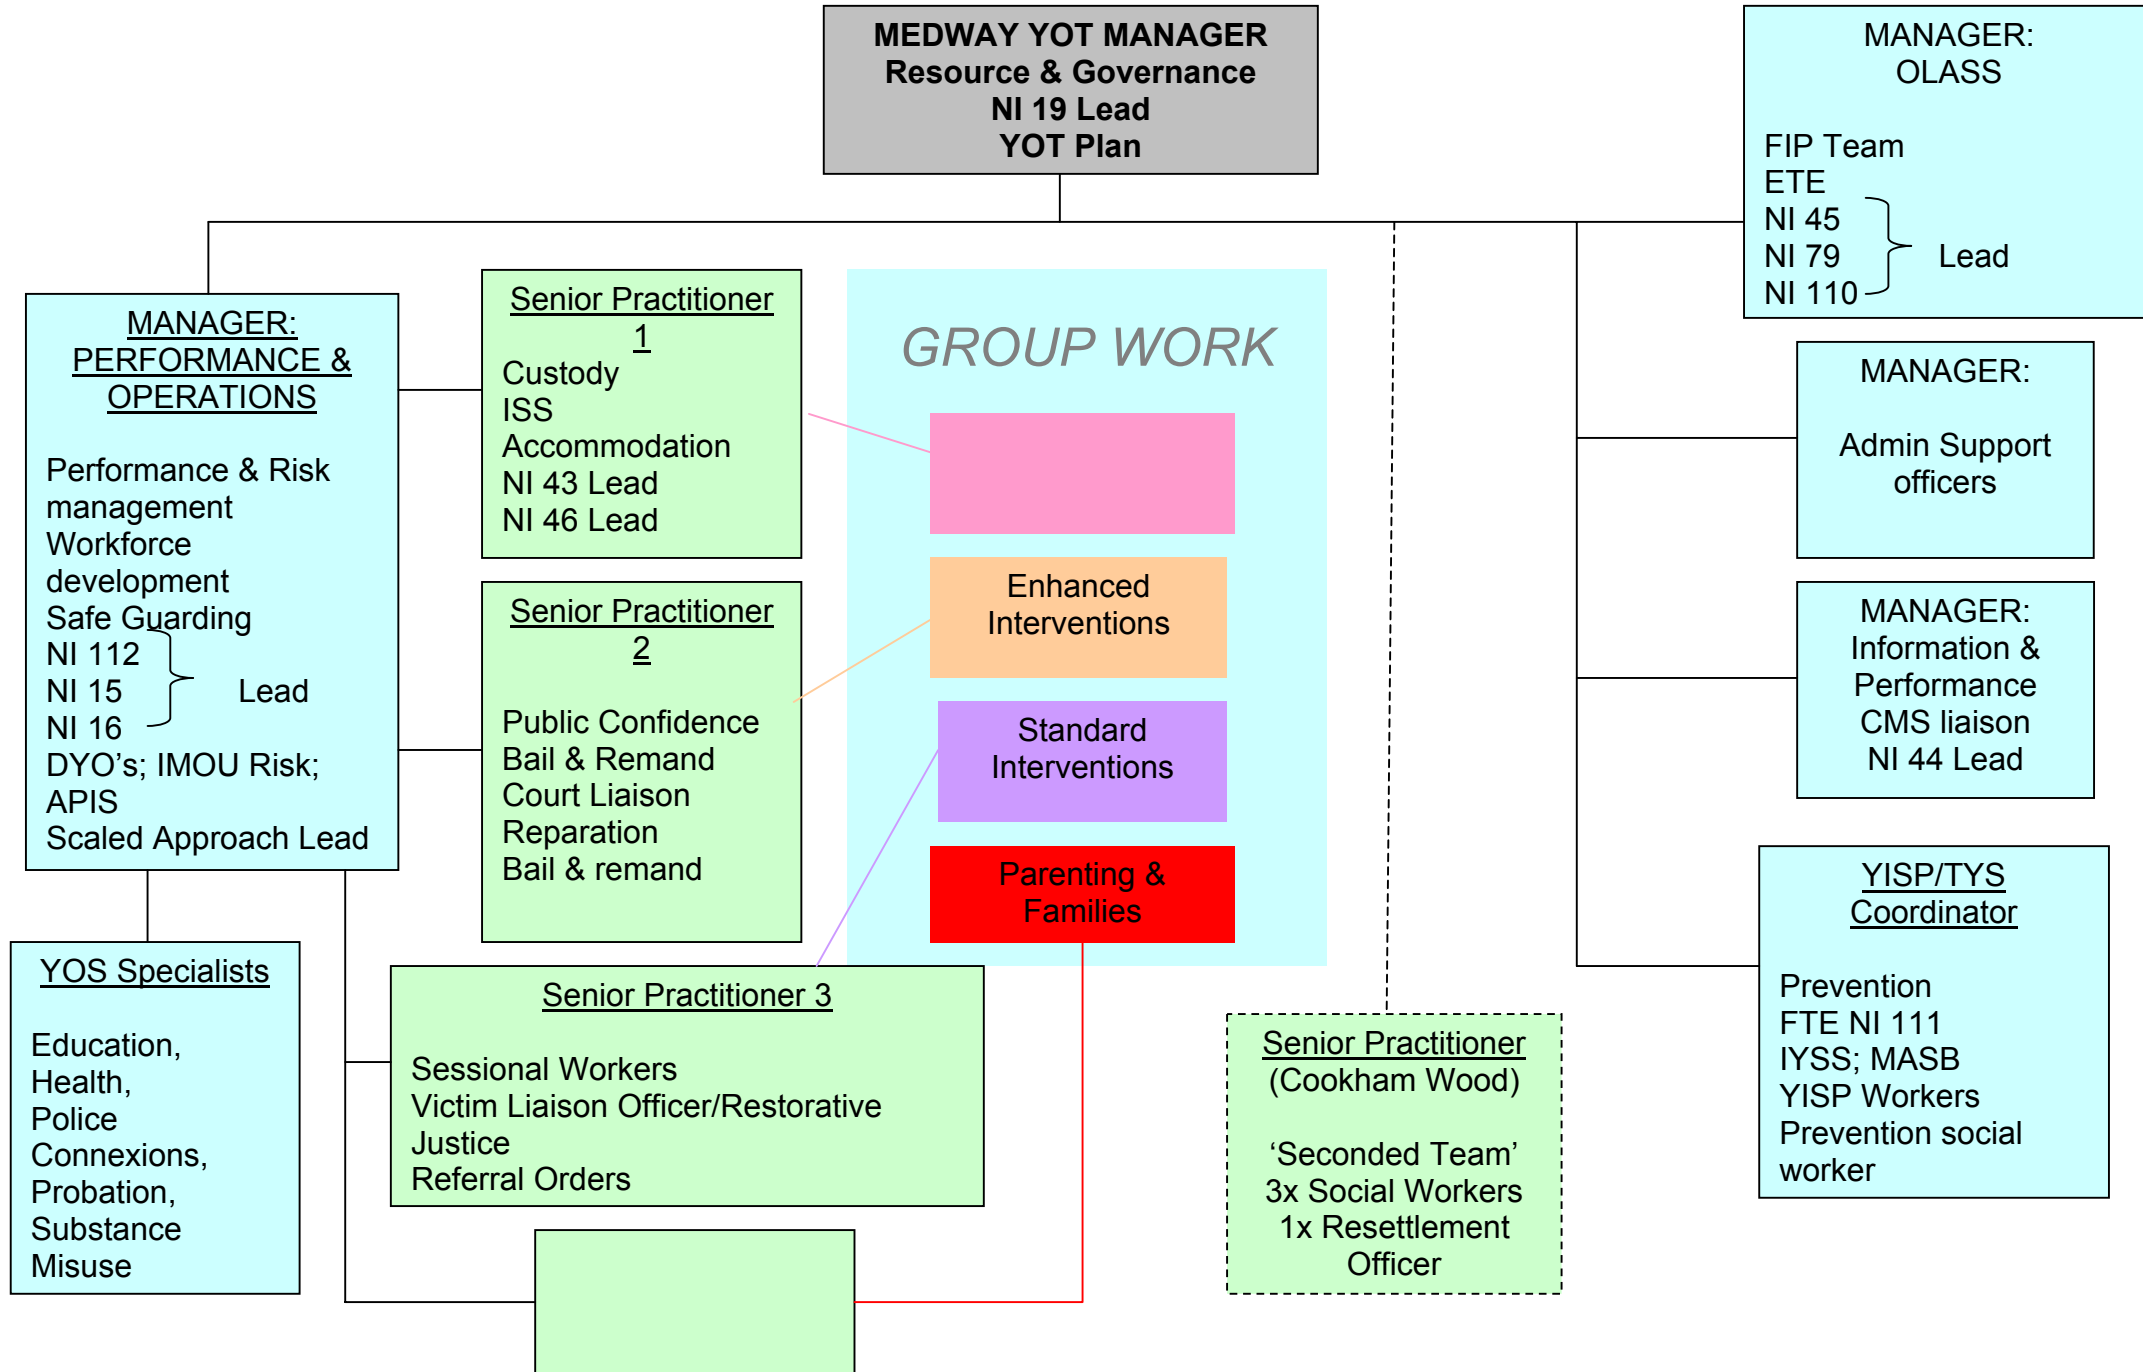 MEDWAY YOT MANAGER
Resource & Governance
NI 19 Lead
YOT Plan
MANAGER:
OLASS
FIP Team
ETE
NI 45
NI 79
NI 110
Lead
MANAGER:
PERFORMANCE &
OPERATIONS
Performance & Risk
management
Workforce
development
Safe Guarding
NI 112
NI 15
NI 16
Lead
DYO’s; IMOU Risk;
APIS
Scaled Approach Lead
Senior Practitioner
1
Custody
ISS
Accommodation
NI 43 Lead
NI 46 Lead
Senior Practitioner
2
Public Confidence
Bail & Remand
Court Liaison
Reparation
Bail & remand
GROUP WORK
Enhanced
Interventions
Standard
Interventions
Parenting &
Families
MANAGER:
Admin Support
officers
MANAGER:
Information &
Performance
CMS liaison
NI 44 Lead
YISP/TYS
Coordinator
Prevention
FTE NI 111
IYSS; MASB
YISP Workers
Prevention social
worker
YOS Specialists
Education,
Health,
Police
Connexions,
Probation,
Substance
Misuse
Senior Practitioner 3
Sessional Workers
Victim Liaison Officer/Restorative
Justice
Referral Orders
Senior Practitioner
(Cookham Wood)
‘Seconded Team’
3x Social Workers
1x Resettlement
Officer